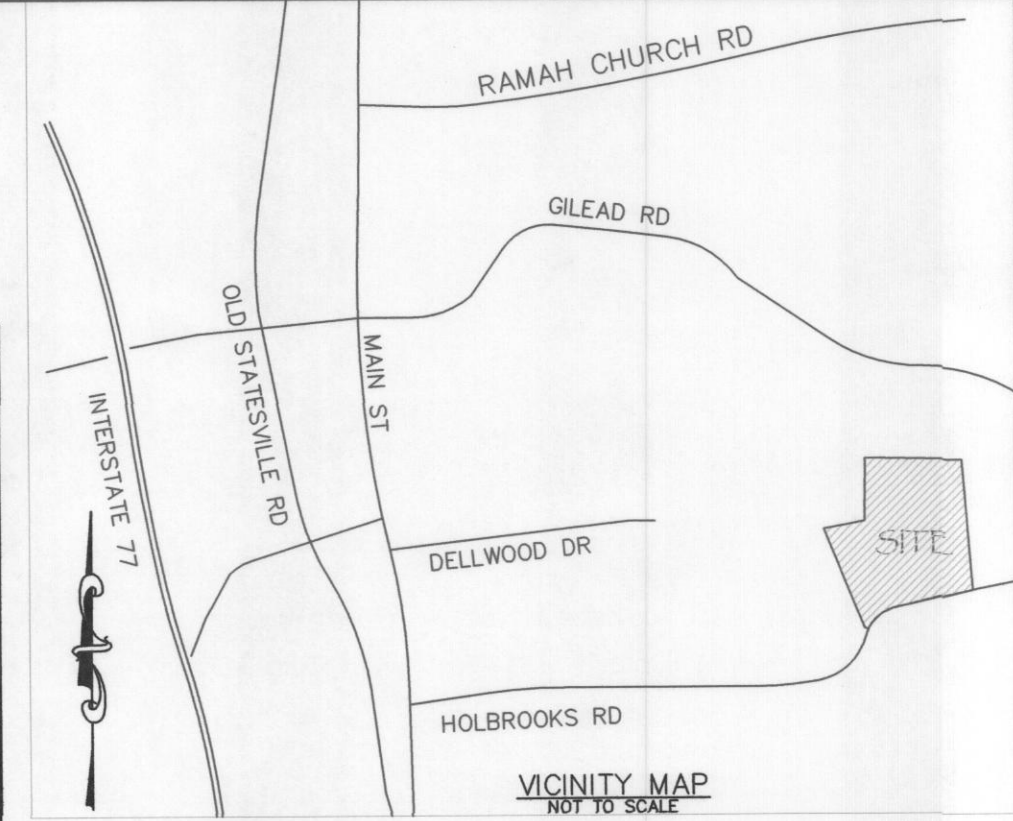 RAMAH CHURCH RD
GILEAD RD
OLD STATESVILLE RD
MAIN ST
INTERSTATE 77
DELLWOOD DR
SITE
HOLBROOKS RD
VICINITY MAP
NOT TO SCALE